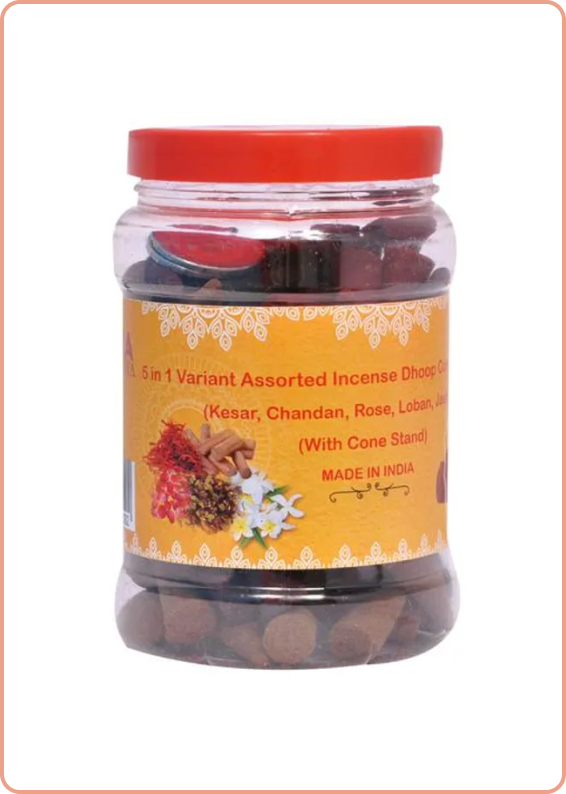 5 in 1 Variant Assorted Incense Dhoop
(Kesar, Chandan, Rose, Loban,
(With Cone Stand)
MADE IN INDIA